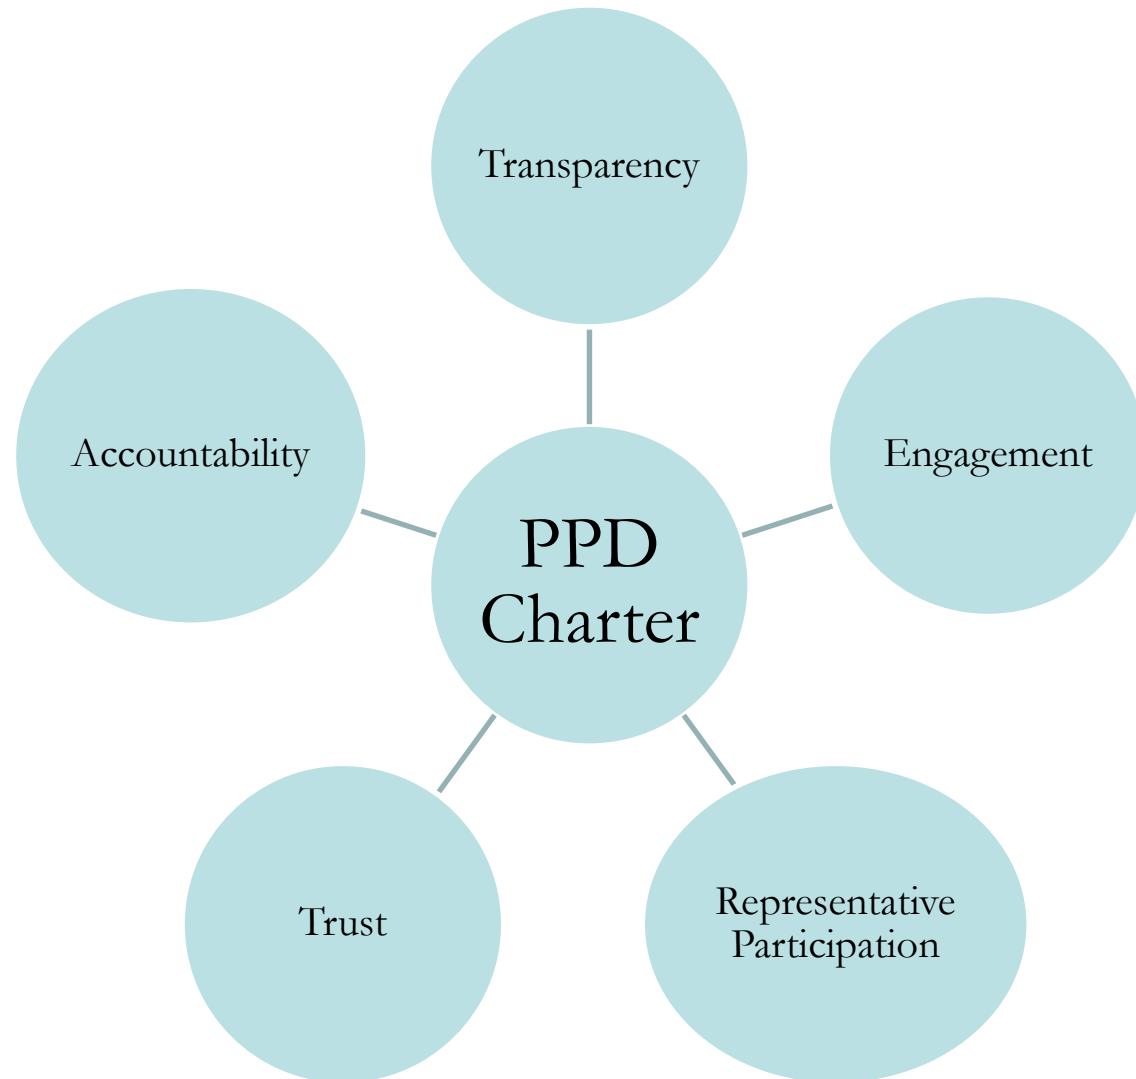 Transparency
Accountability
Engagement
PPD
Charter
Trust
Representative
Participation